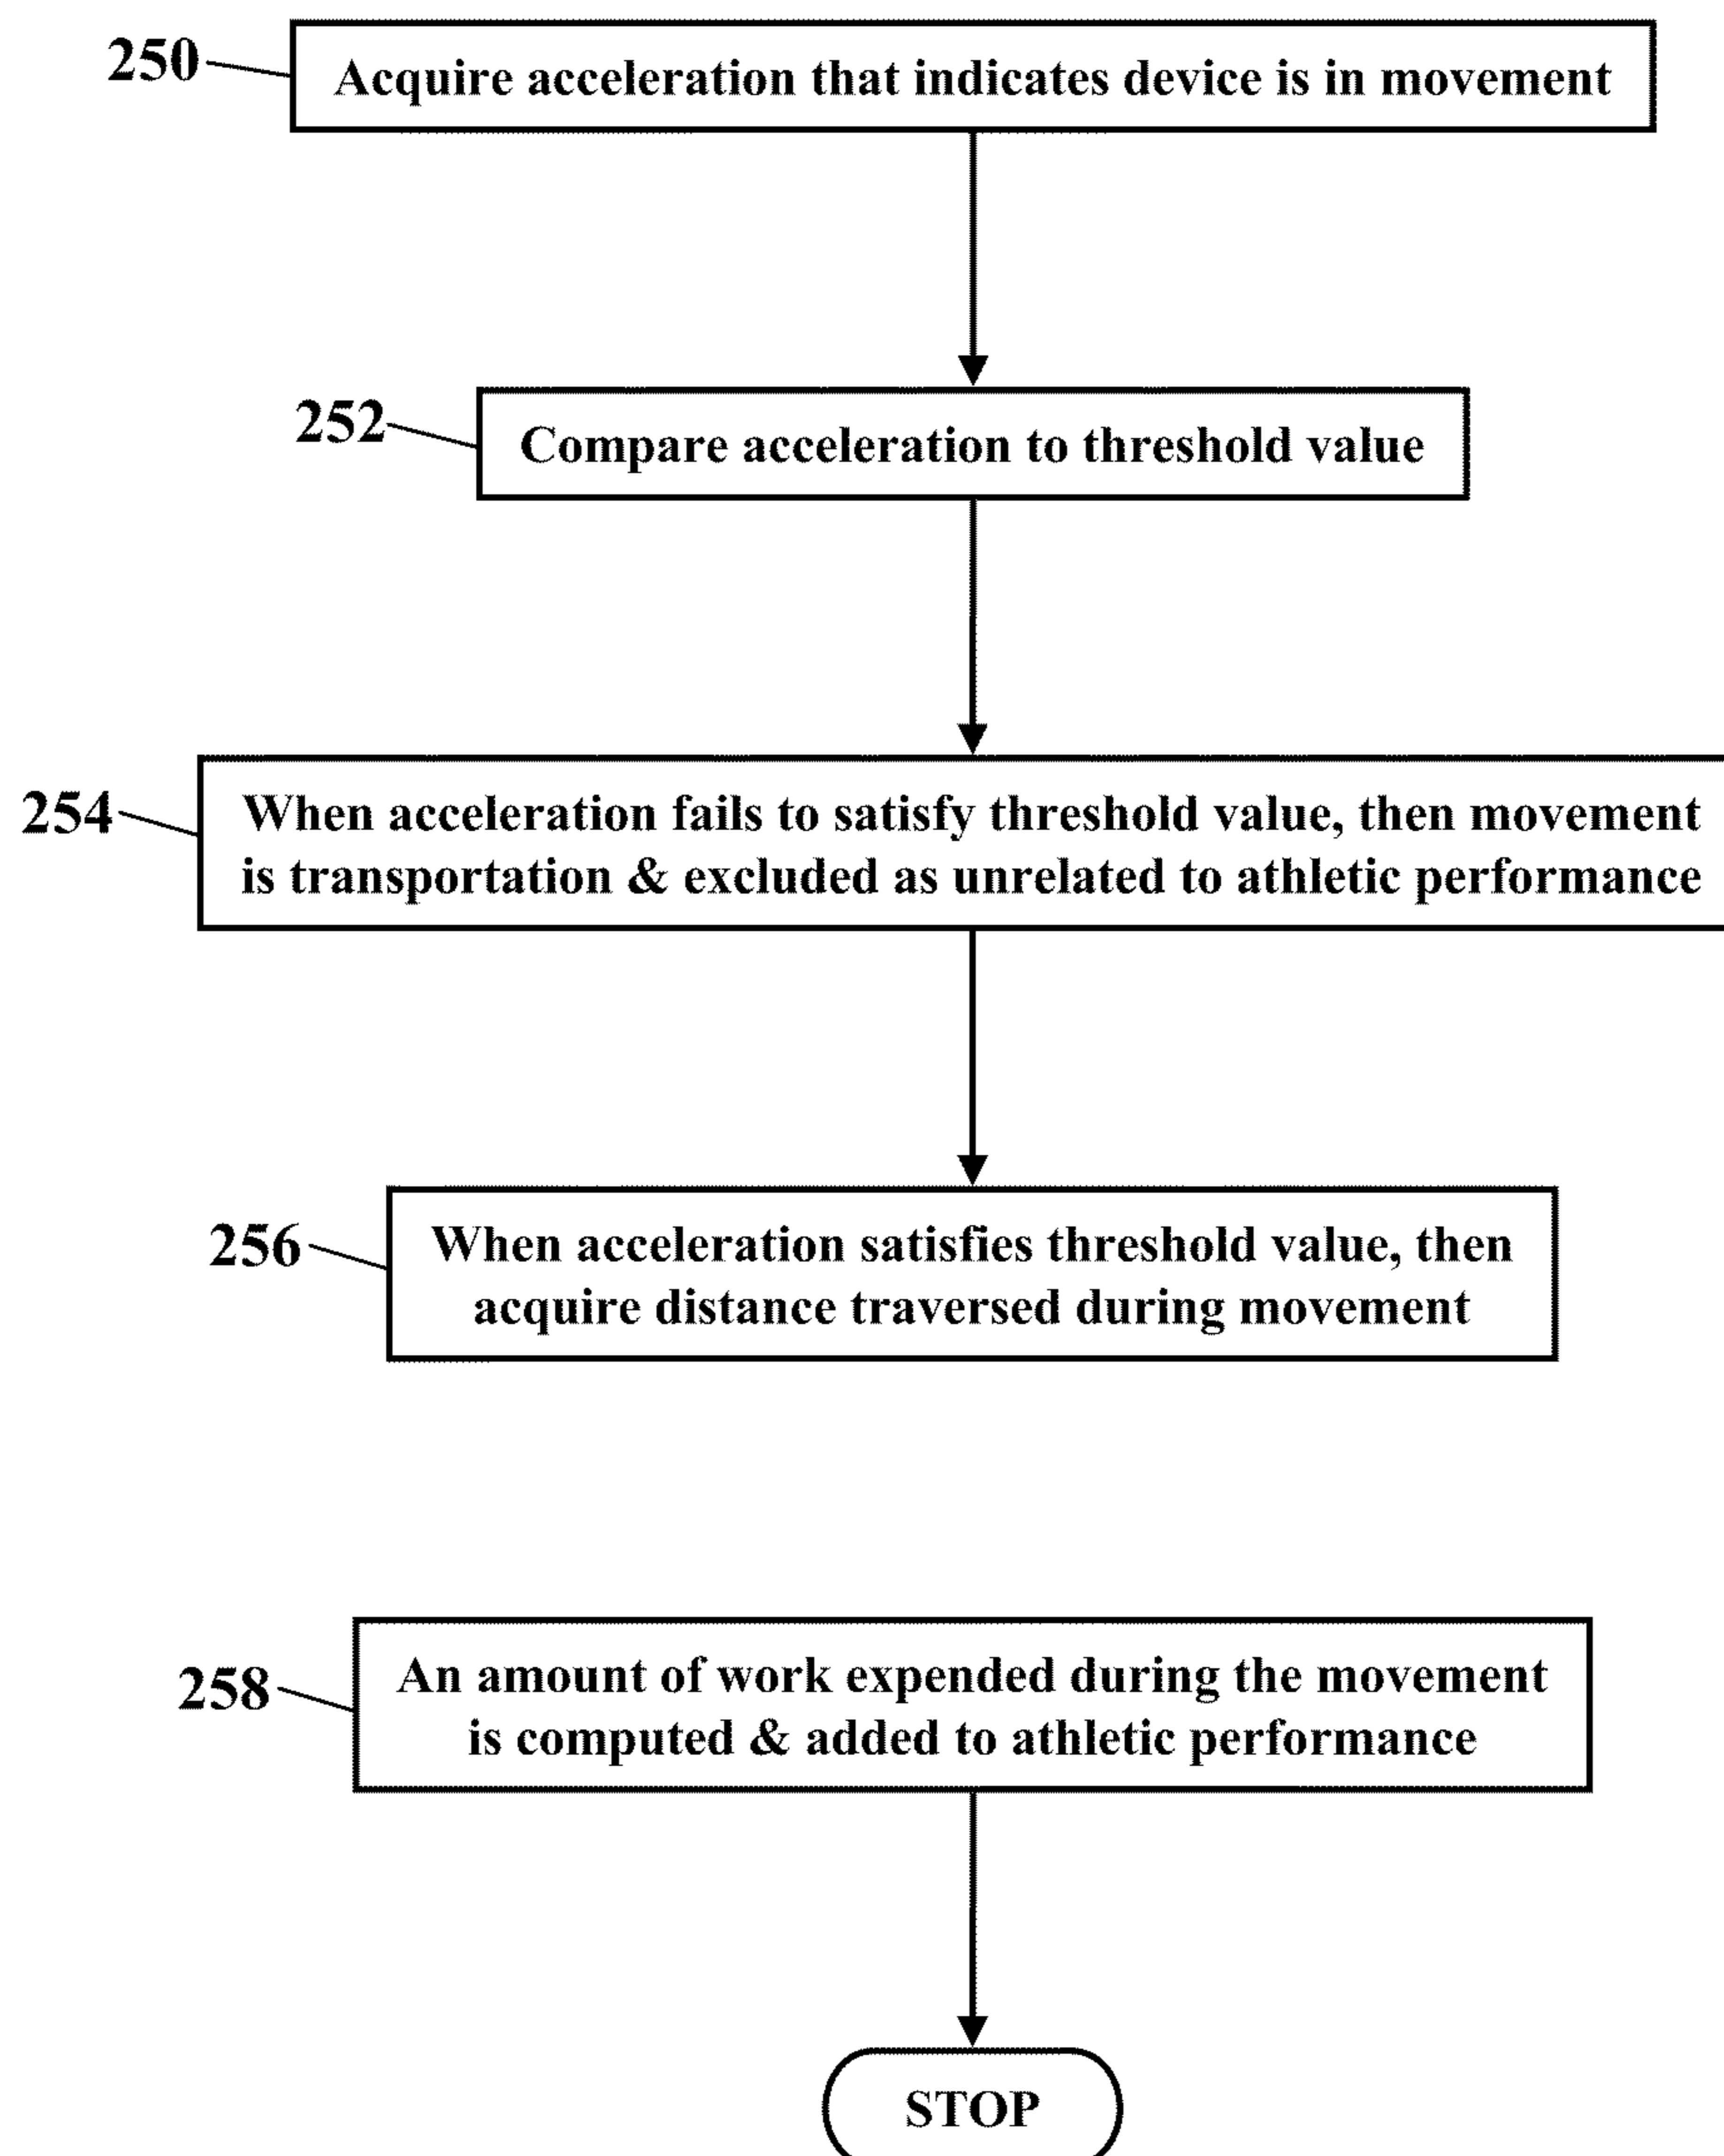 250
Acquire acceleration that indicates device is in movement
252
Compare acceleration to threshold value
254
When acceleration fails to satisfy threshold value, then movement
is transportation & excluded as unrelated to athletic performance
256
When acceleration satisfies threshold value, then
acquire distance traversed during movement
258
An amount of work expended during the movement
is computed & added to athletic performance
STOP